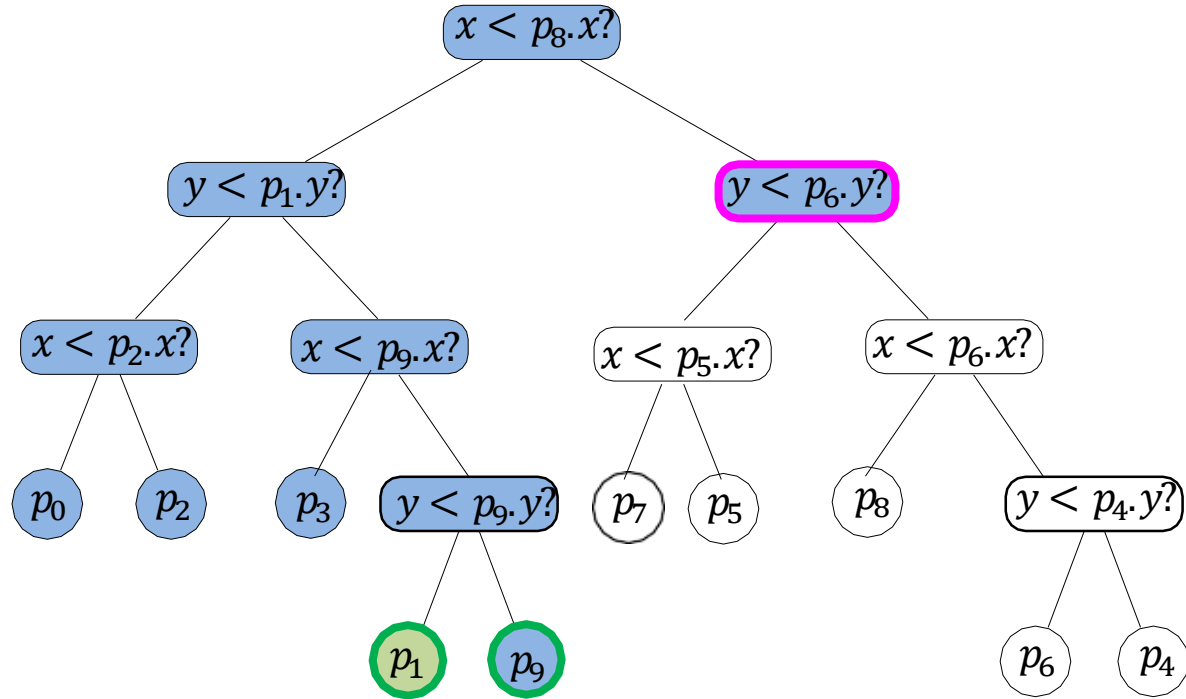 x < p₈.x?
y < p₁.y?
y < p₆.y?
x < p₂.x?
x < p₉.x?
x < p₅.x?
x < p₆.x?
p₀
p₂
p₃
y < p₉.y?
p₇
p₅
p₈
y < p₄.y?
p₁
p₉
p₆
p₄